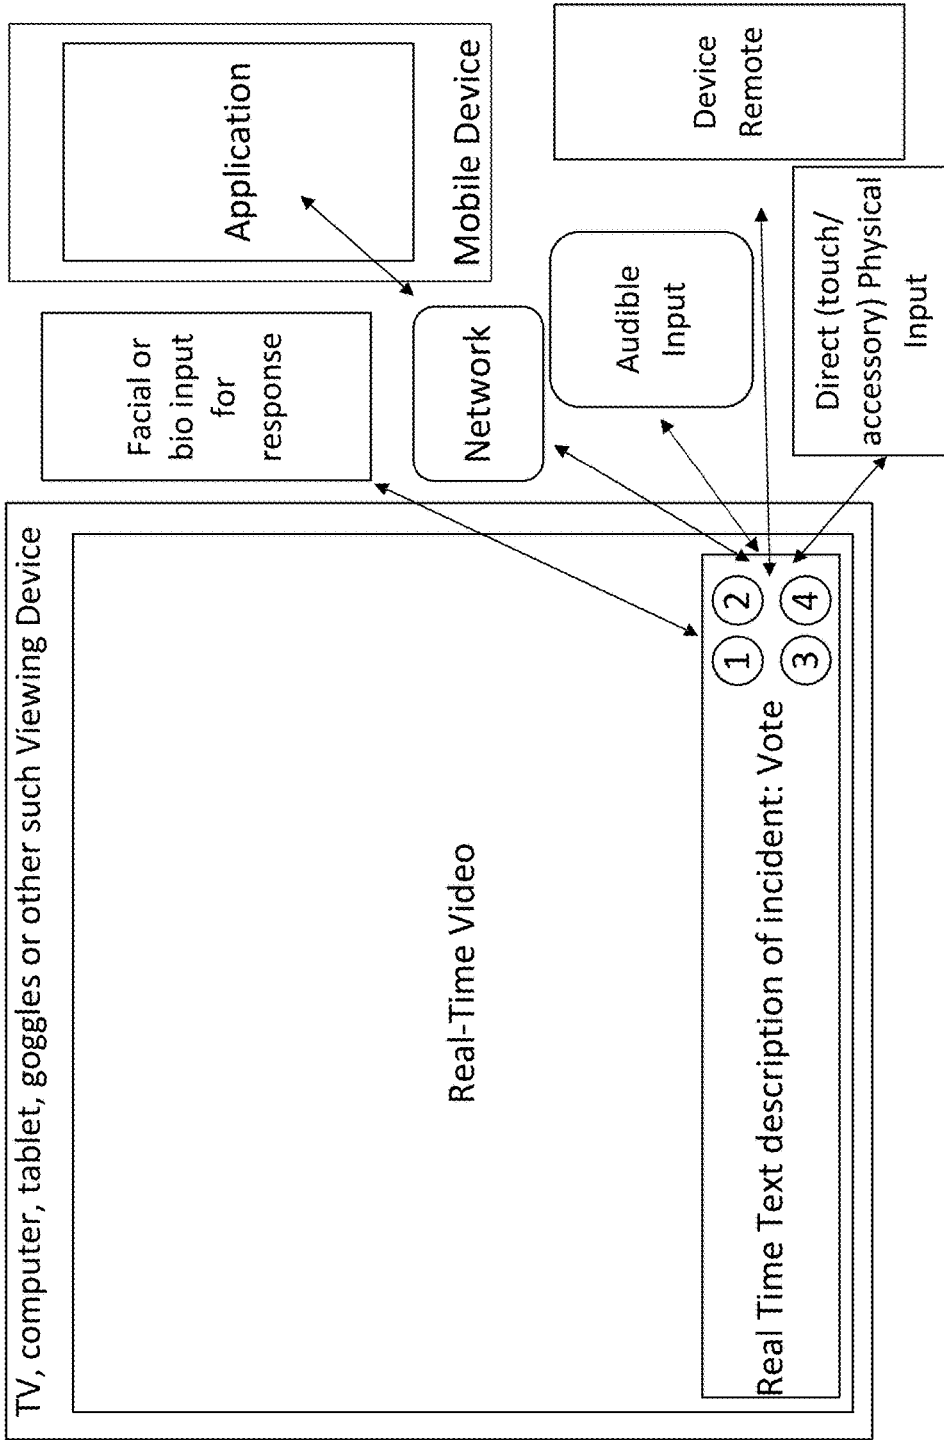 TV, computer, tablet, goggles or other such Viewing Device
Real-Time Video
Real Time Text description of incident: Vote
1 2
3 4
Facial or
bio input
for
response
Network
Audible
Input
Direct (touch/
accessory) Physical
Input
Application
Mobile Device
Device
Remote